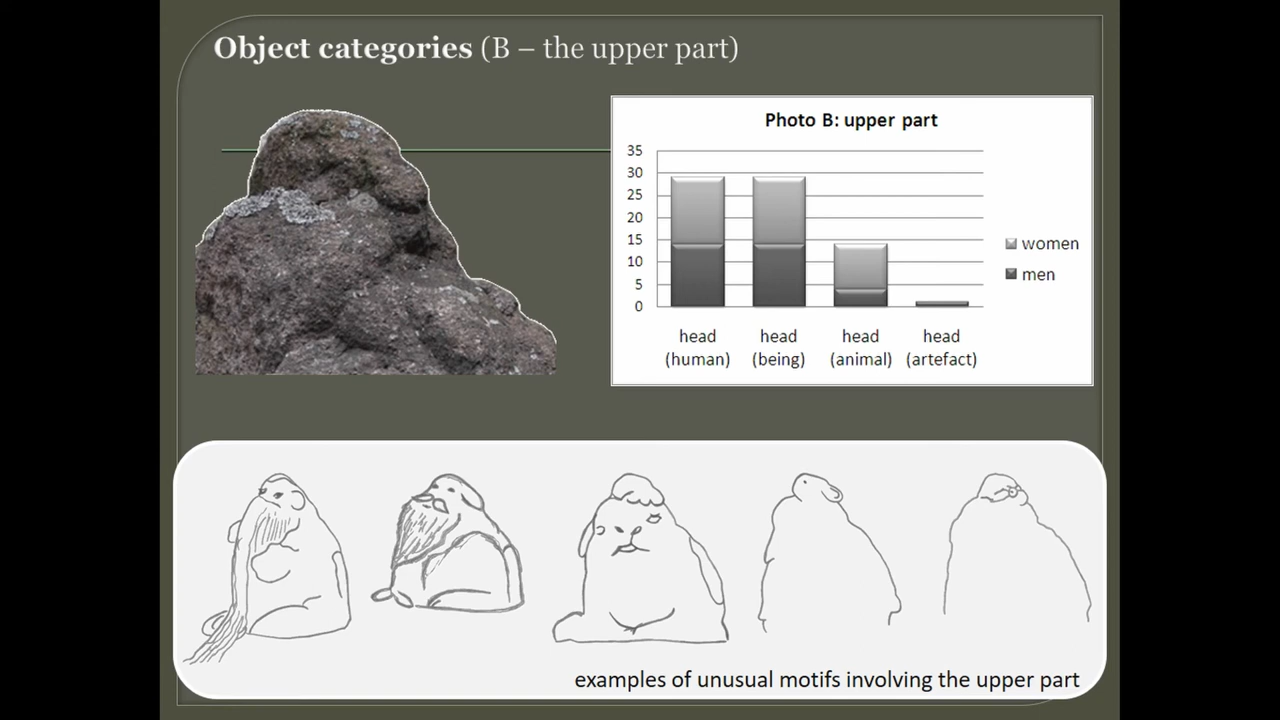 Object categories (B – the upper part)
Photo B: upper part
35
30
25
20
15
10
5
0
women
men
head (human)
head (being)
head (animal)
head (artefact)
examples of unusual motifs involving the upper part